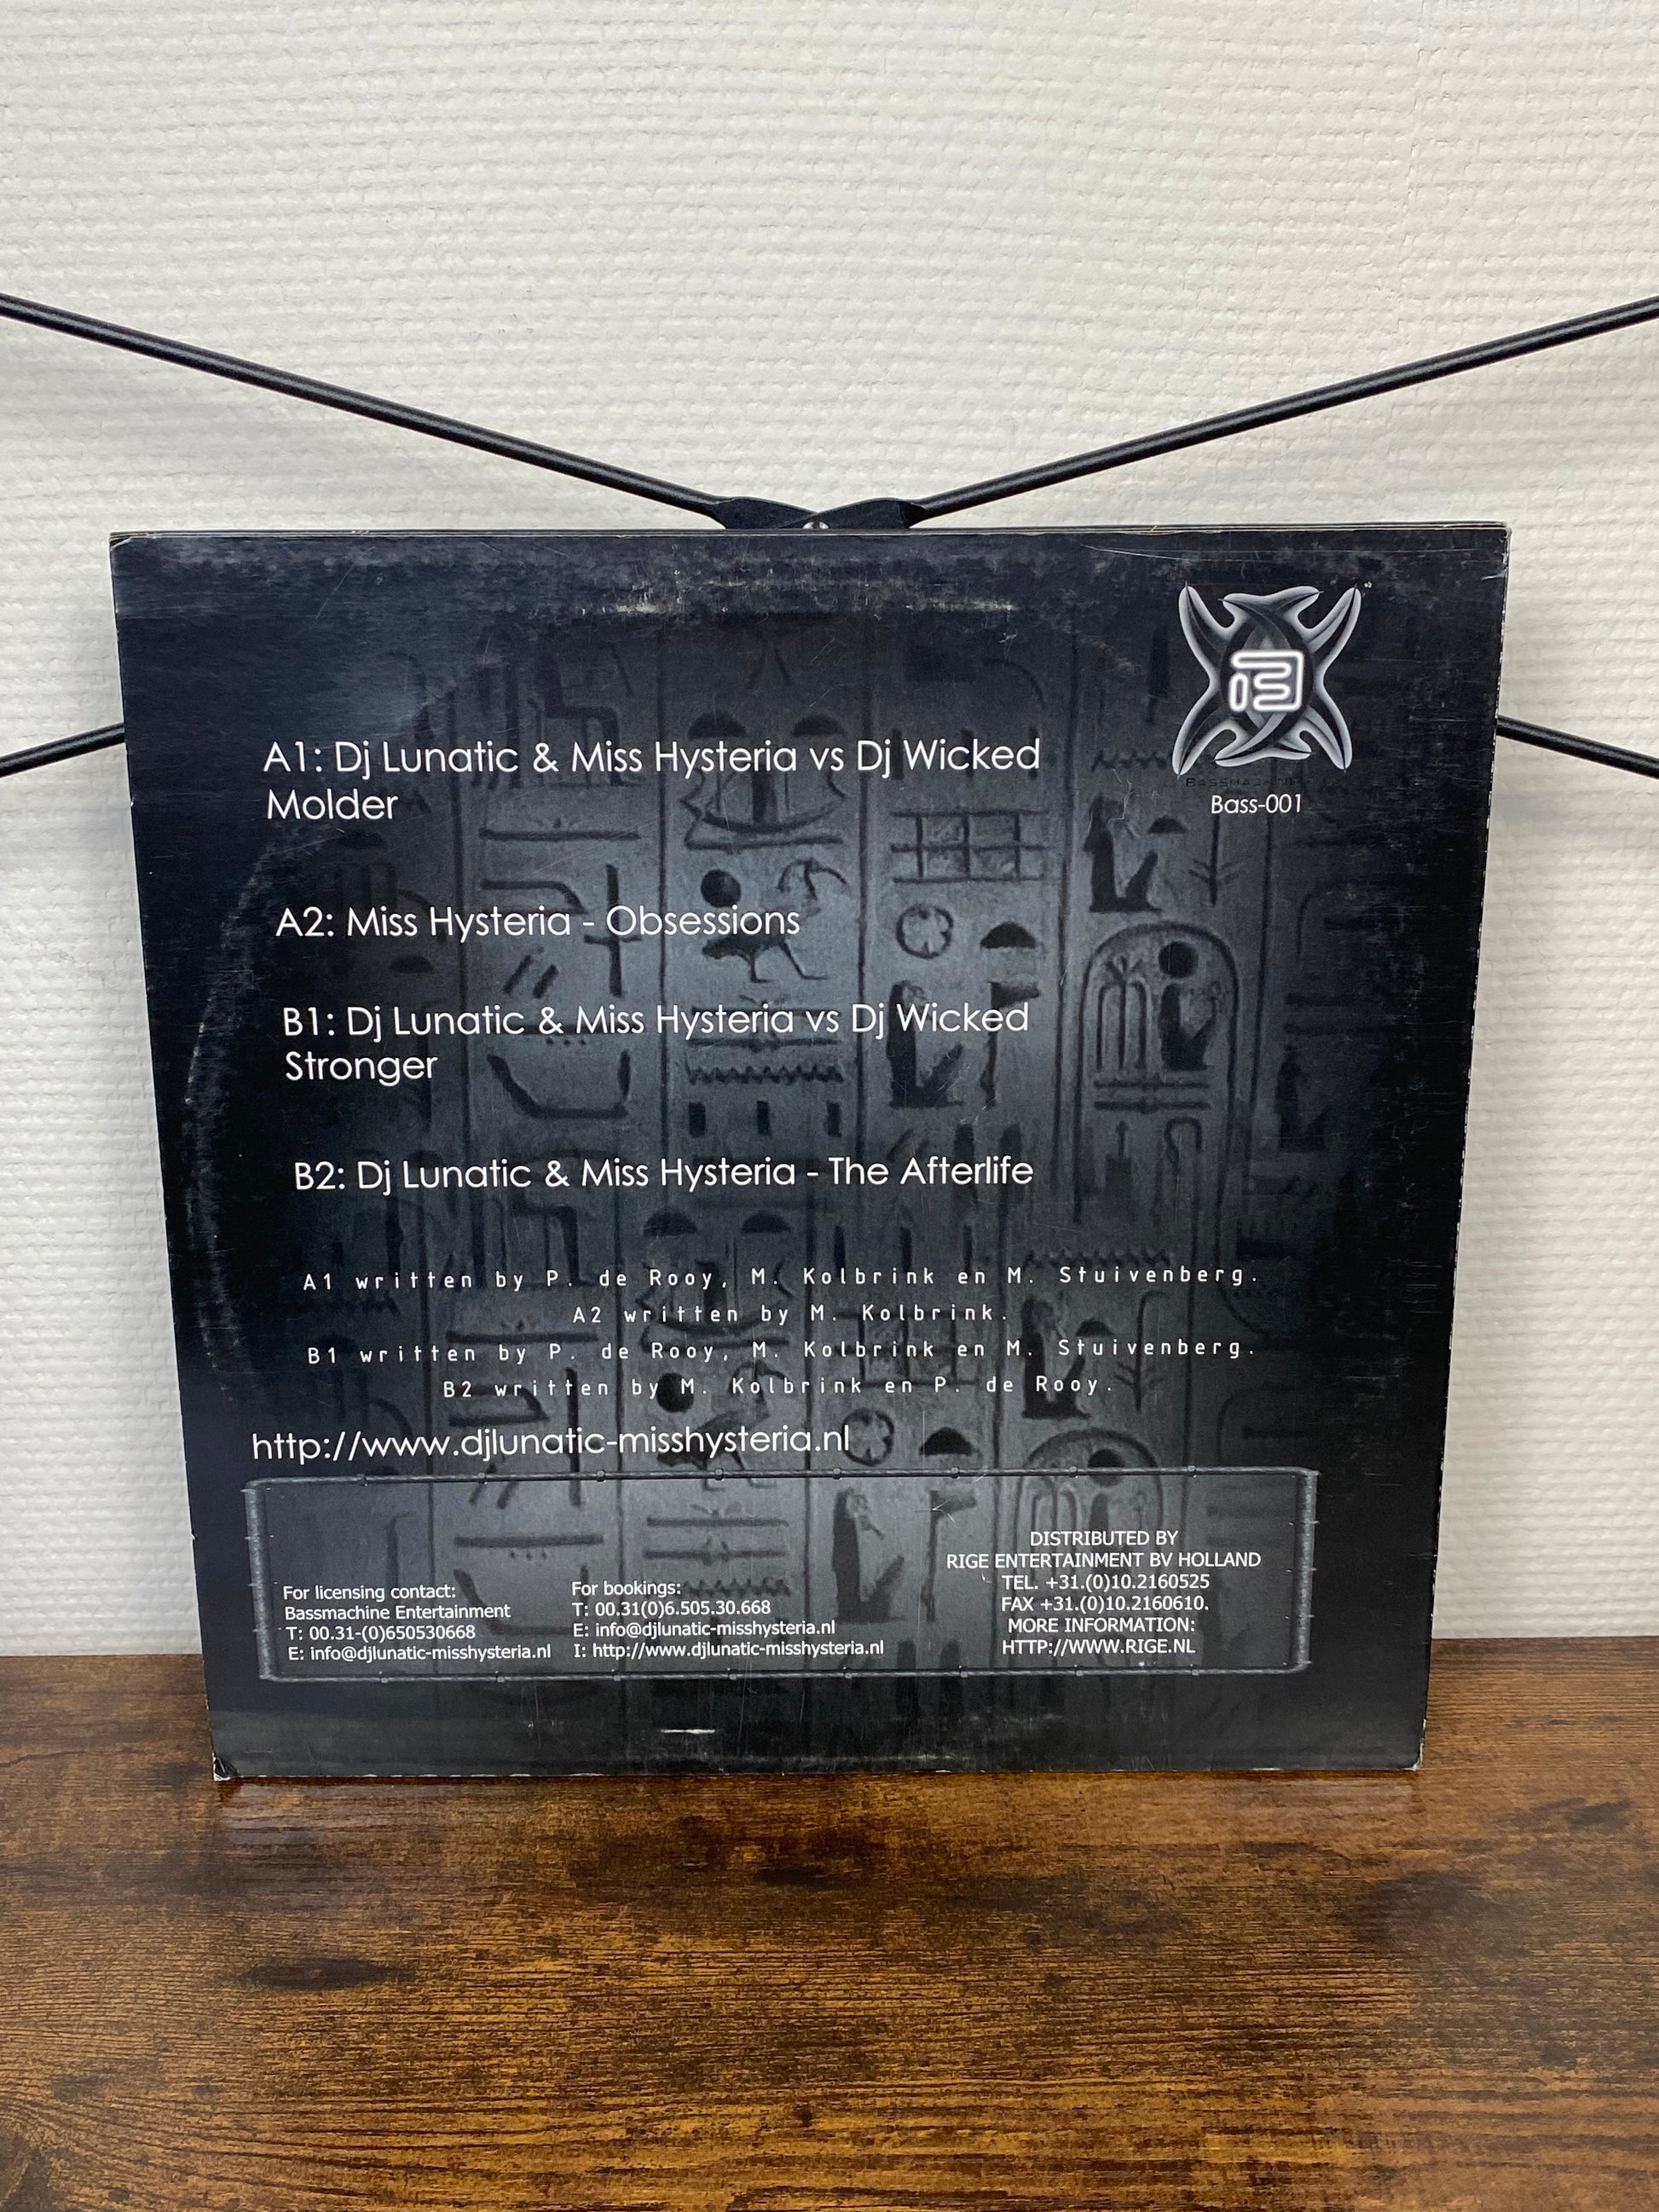 A1: Dj Lunatic & Miss Hysteria vs Dj Wicked
Molder
Bass-001
A2: Miss Hysteria - Obsessions
B1: Dj Lunatic & Miss Hysteria vs Dj Wicked
Stronger
B2: Dj Lunatic & Miss Hysteria - The Afterlife
A1 written by P. de Rooy, M. Kolbrink en M. Stuivenberg.
A2 written by M. Kolbrink.
B1 written by P. de Rooy, M. Kolbrink en M. Stuivenberg.
B2 written by M. Kolbrink en P. de Rooy.
http://www.djlunatic-misshysteria.nl
For licensing contact:
Bassmachine Entertainment
T: 00.31-(0)650530668
E: info@djlunatic-misshysteria.nl
For bookings:
T: 00.31(0)6.505.30.668
E: info@djlunatic-misshysteria.nl
I: http://www.djlunatic-misshysteria.nl
DISTRIBUTED BY
RIGE ENTERTAINMENT BV HOLLAND
TEL. +31.(0)10.2160525
FAX +31.(0)10.2160610.
MORE INFORMATION:
HTTP://WWW.RIGE.NL